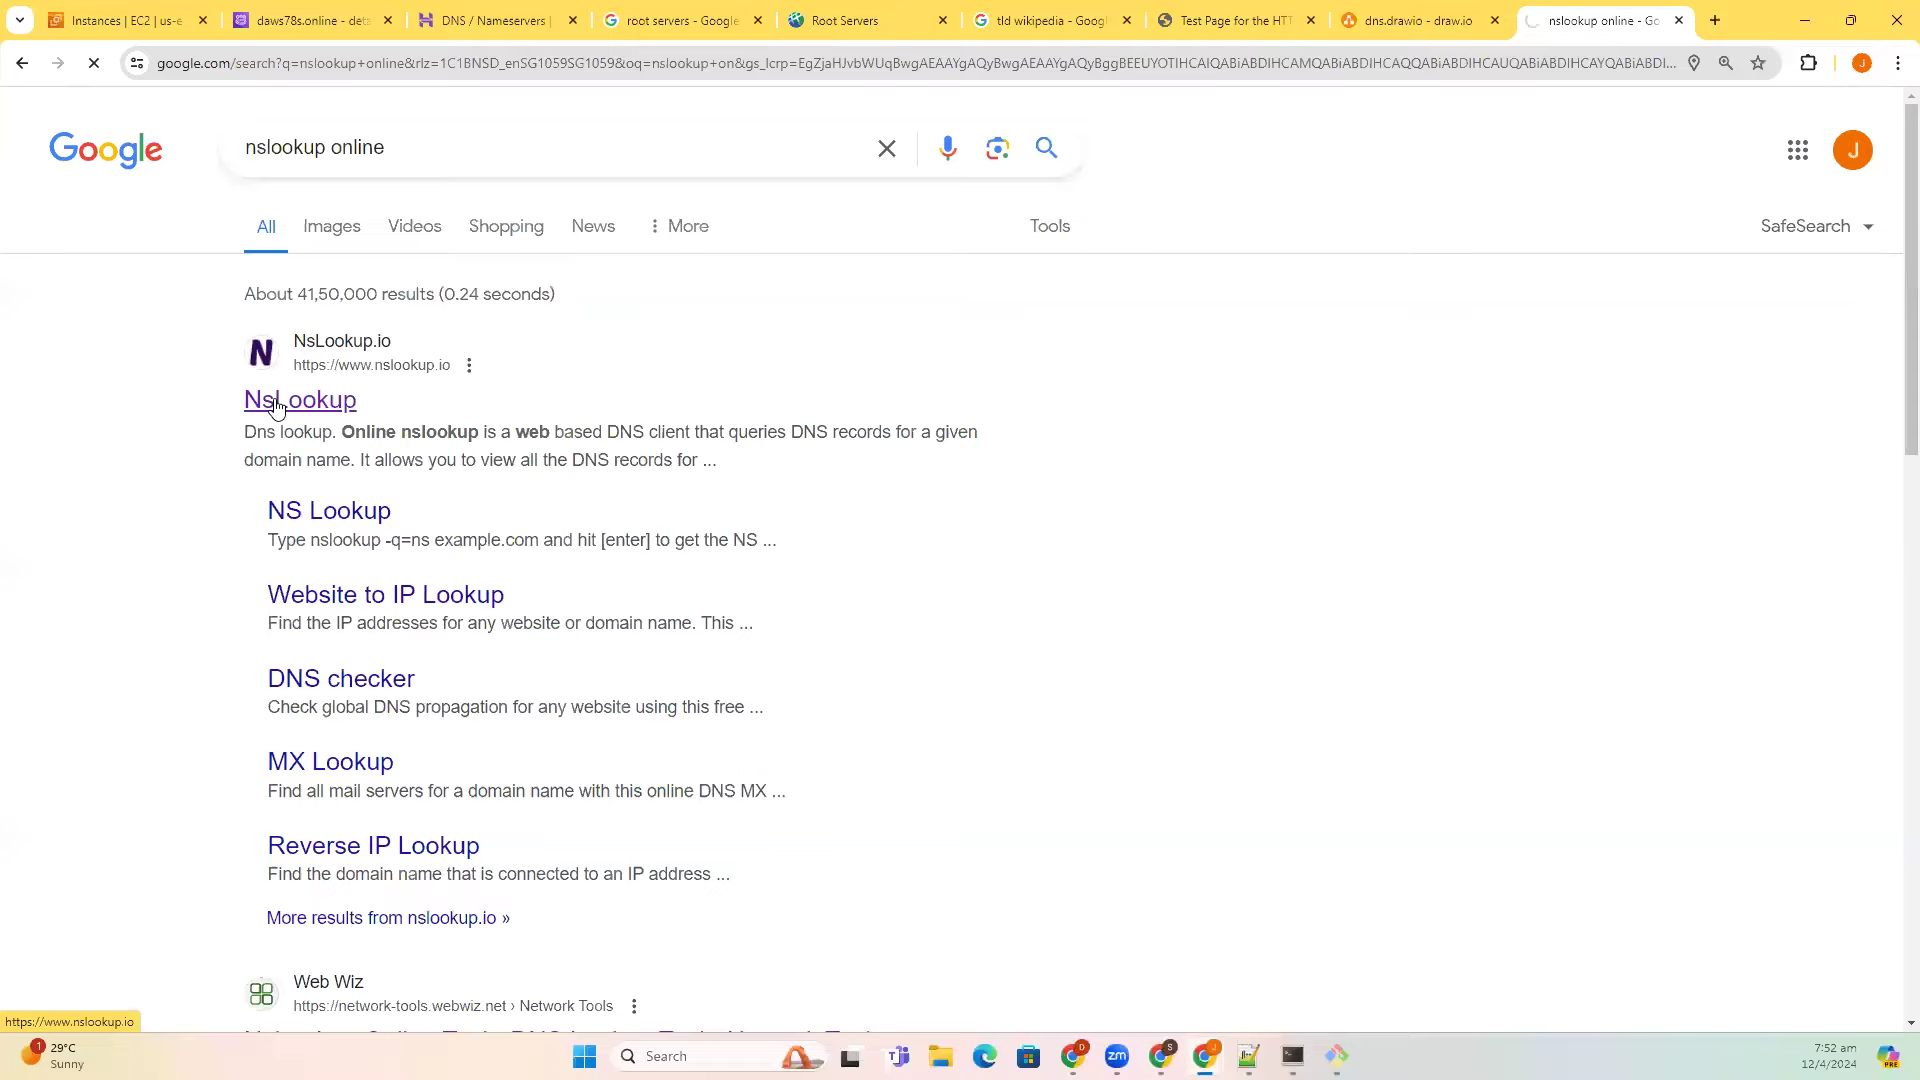 Instances | EC2 | us-e
daws78s.online - deta
DNS / Nameservers |
root servers - Google
Root Servers
tld wikipedia - Googl
Test Page for the HTT
dns.drawio - draw.io
nslookup online - Go
google.com/search?q=nslookup+online&rlz=1C1BNSD_enSG1059SG1059&oq=nslookup+on&gs_lcrp=EgZjaHJvbWUqBwgAEAAYgAQyBwgAEAAYgAQyBggBEEUYOTIHCAIQABiABDIHCAMQABiABDIHCAQQABiABDIHCAUQABiABDIHCAYQABiABDI...
J
Google
nslookup online
J
All
Images
Videos
Shopping
News
More
Tools
SafeSearch
About 41,50,000 results (0.24 seconds)
N
NsLookup.io
https://www.nslookup.io
NsLookup
Dns lookup. Online nslookup is a web based DNS client that queries DNS records for a given
domain name. It allows you to view all the DNS records for ...
NS Lookup
Type nslookup -q=ns example.com and hit [enter] to get the NS ...
Website to IP Lookup
Find the IP addresses for any website or domain name. This ...
DNS checker
Check global DNS propagation for any website using this free ...
MX Lookup
Find all mail servers for a domain name with this online DNS MX ...
Reverse IP Lookup
Find the domain name that is connected to an IP address ...
More results from nslookup.io »
Web Wiz
https://network-tools.webwiz.net › Network Tools
https://www.nslookup.io
1
29°C
Sunny
Search
D
zm
S
J
7:52 am
12/4/2024
PRE